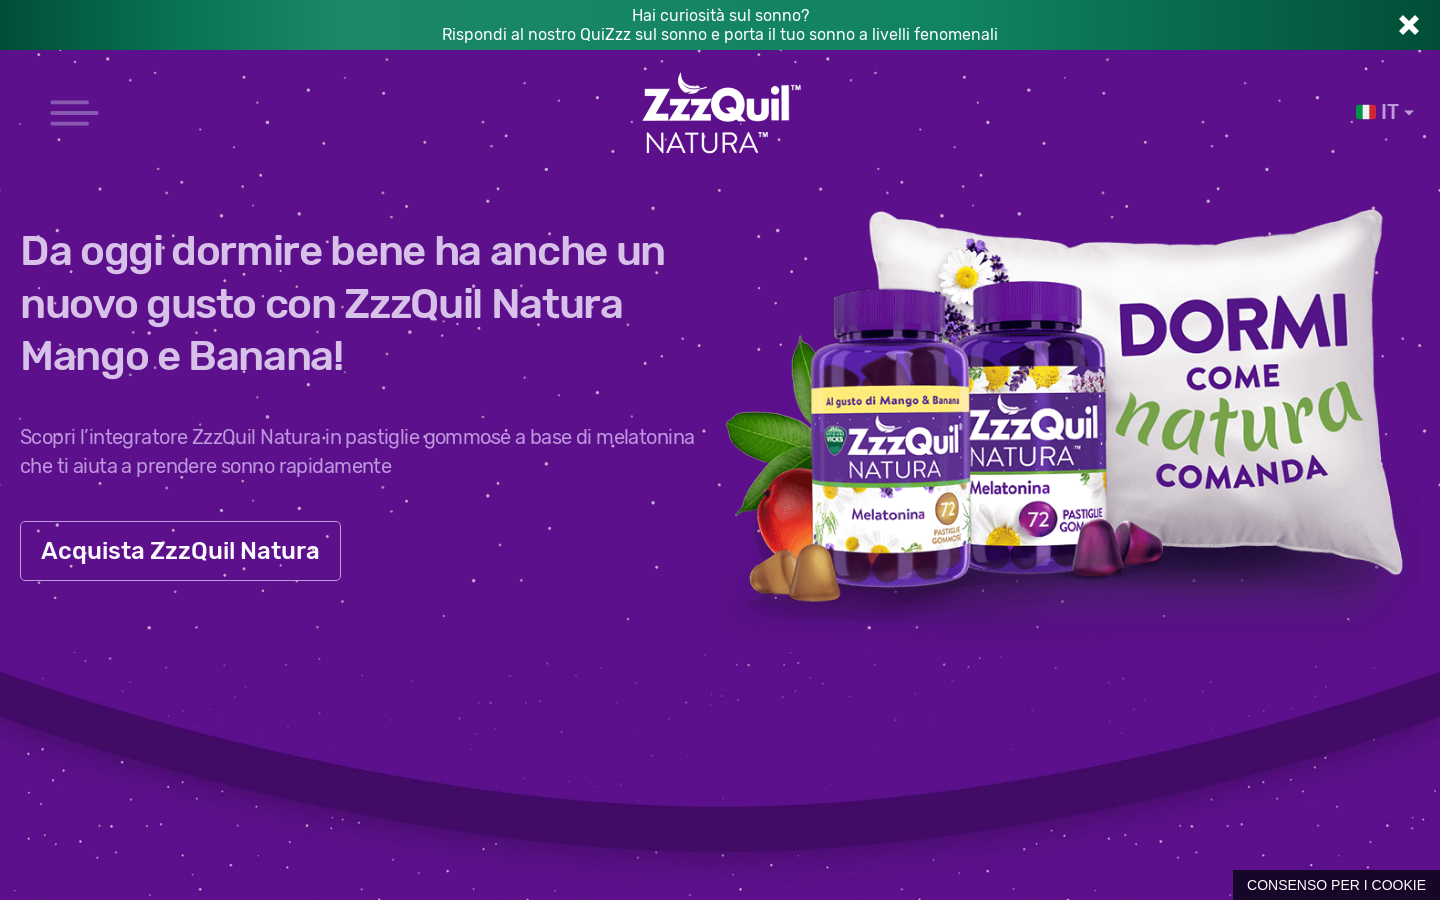 Hai curiosità sul sonno?
Rispondi al nostro QuiZzz sul sonno e porta il tuo sonno a livelli fenomenali
ZzzQuil™
NATURA™
IT
Da oggi dormire bene ha anche un
nuovo gusto con ZzzQuil Natura
Mango e Banana!
Scopri l'integratore ZzzQuil Natura in pastiglie gommose a base di melatonina
che ti aiuta a prendere sonno rapidamente
Acquista ZzzQuil Natura
Al gusto di Mango & Banana
VICKS
ZzzQuil
NATURA
Melatonina
72
PASTIGLIE
GOMMOSE
ZzzQuil
NATURA™
Melatonina
72
PASTIGLIE
DORMI
COME
natura
COMANDA
CONSENSO PER I COOKIE